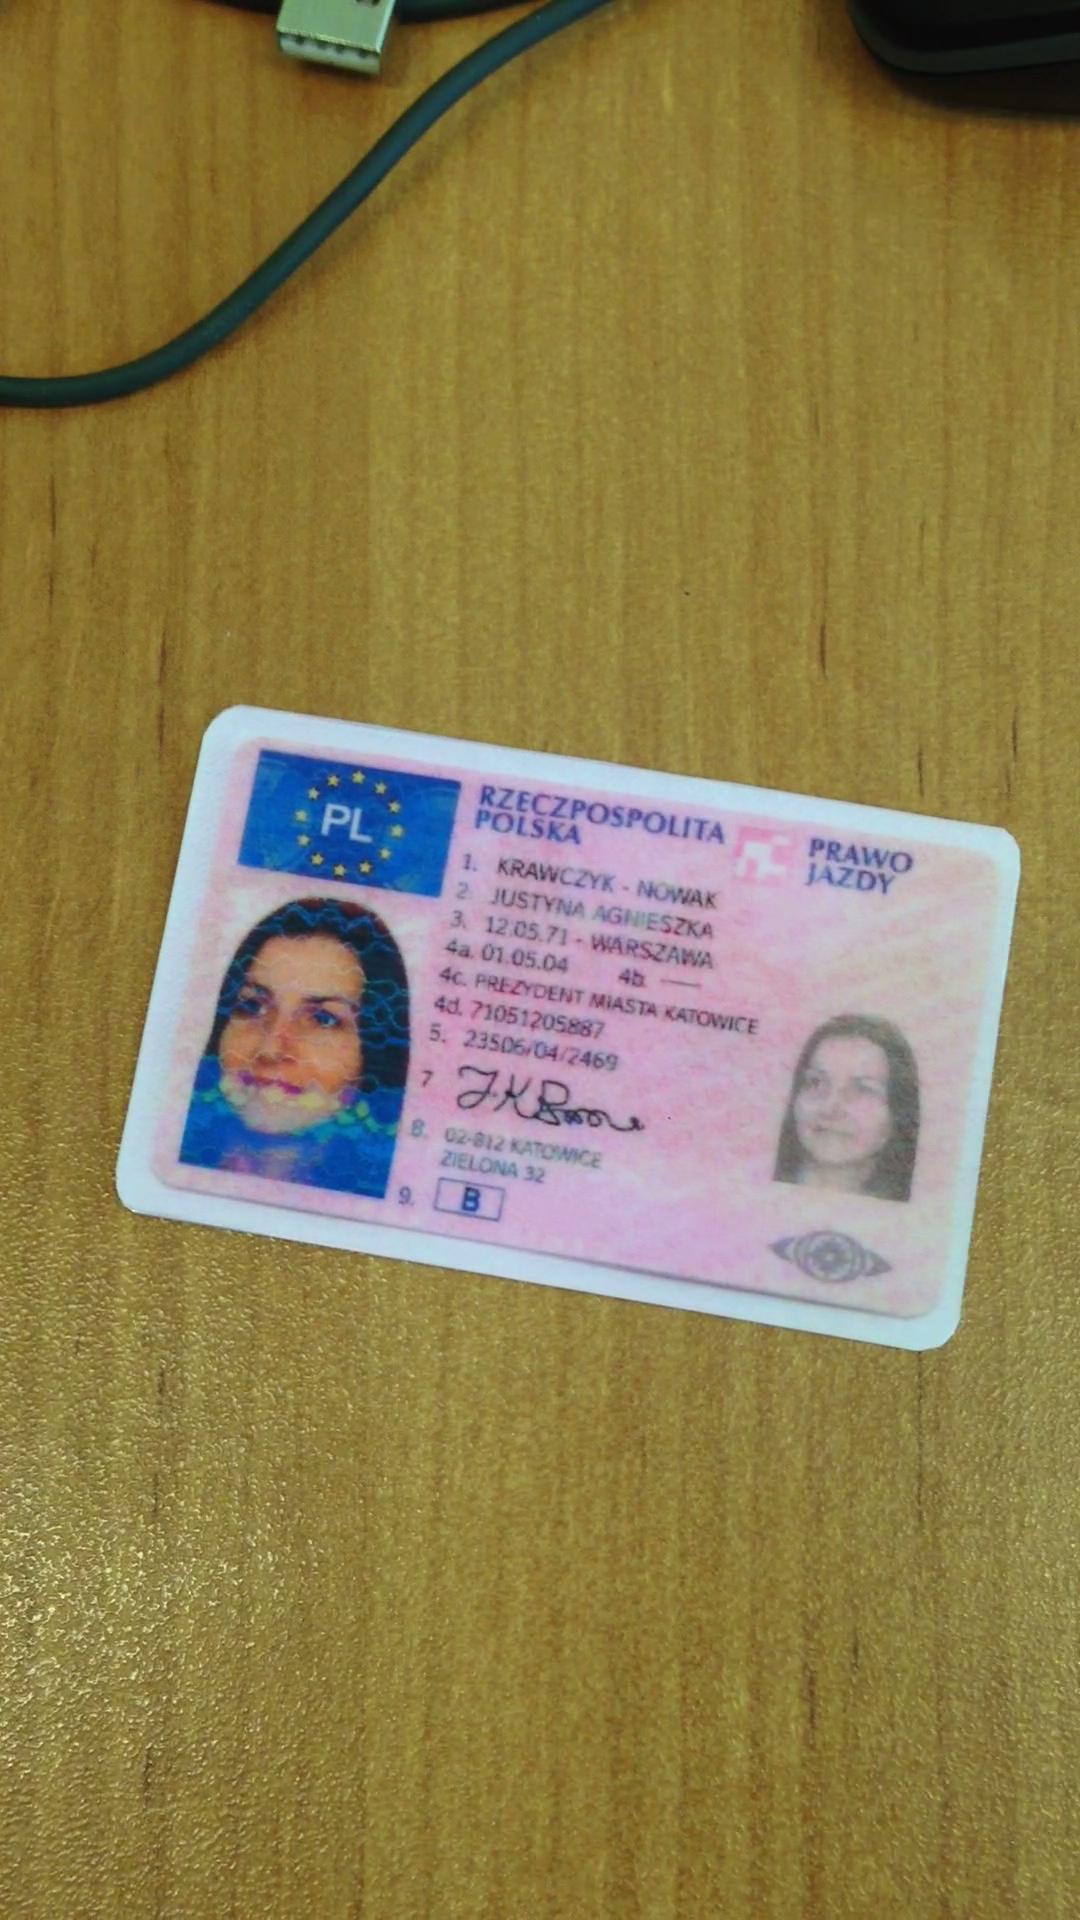 PL
RZECZPOSPOLITA
POLSKA
PRAWO
JAZDY
1. KRAWCZYK - NOWAK
2. JUSTYNA AGNIESZKA
3. 12.05.71 - WARSZAWA
4a. 01.05.04 4b. —
4c. PREZYDENT MIASTA KATOWICE
4d. 71051205887
5. 23506/04/2469
7
8. 02-812 KATOWICE
ZIELONA 32
9. B